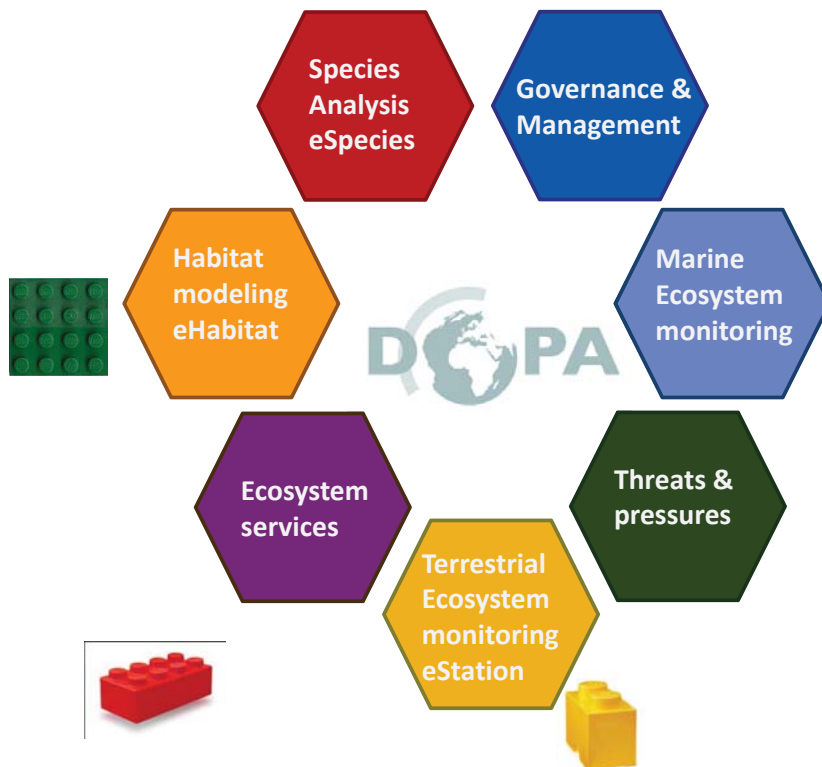 Species
Analysis
eSpecies
Governance &
Management
Habitat
modeling
eHabitat
Marine
Ecosystem
monitoring
DOPA
Ecosystem
services
Threats &
pressures
Terrestrial
Ecosystem
monitoring
eStation